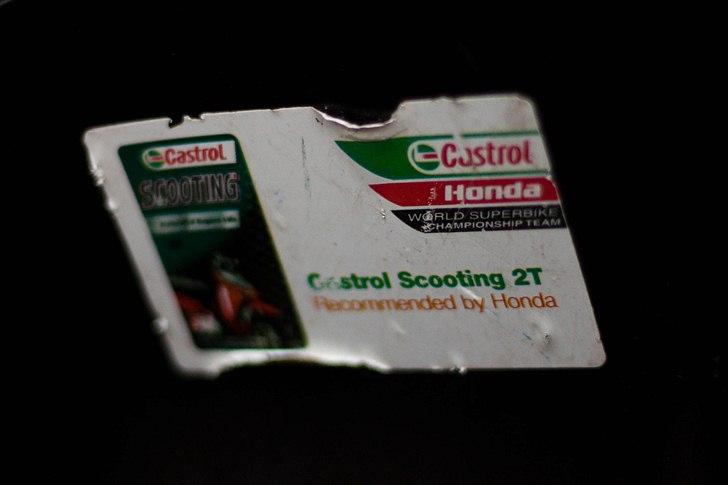 Castrol
SCOOTING
Castrol
Honda
WORLD SUPERBIKE
CHAMPIONSHIP TEAM
Castrol Scooting 2T
Recommended by Honda